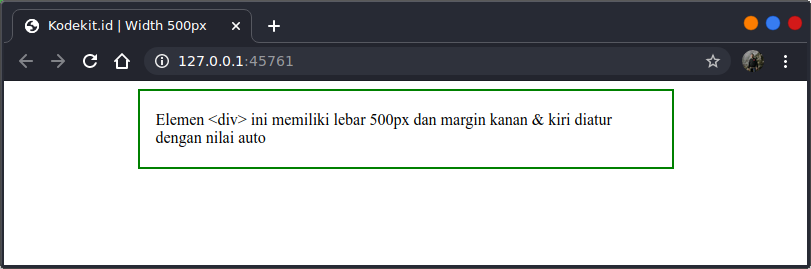 Kodekit.id | Width 500px
127.0.0.1:45761
Elemen <div> ini memiliki lebar 500px dan margin kanan & kiri diatur
dengan nilai auto